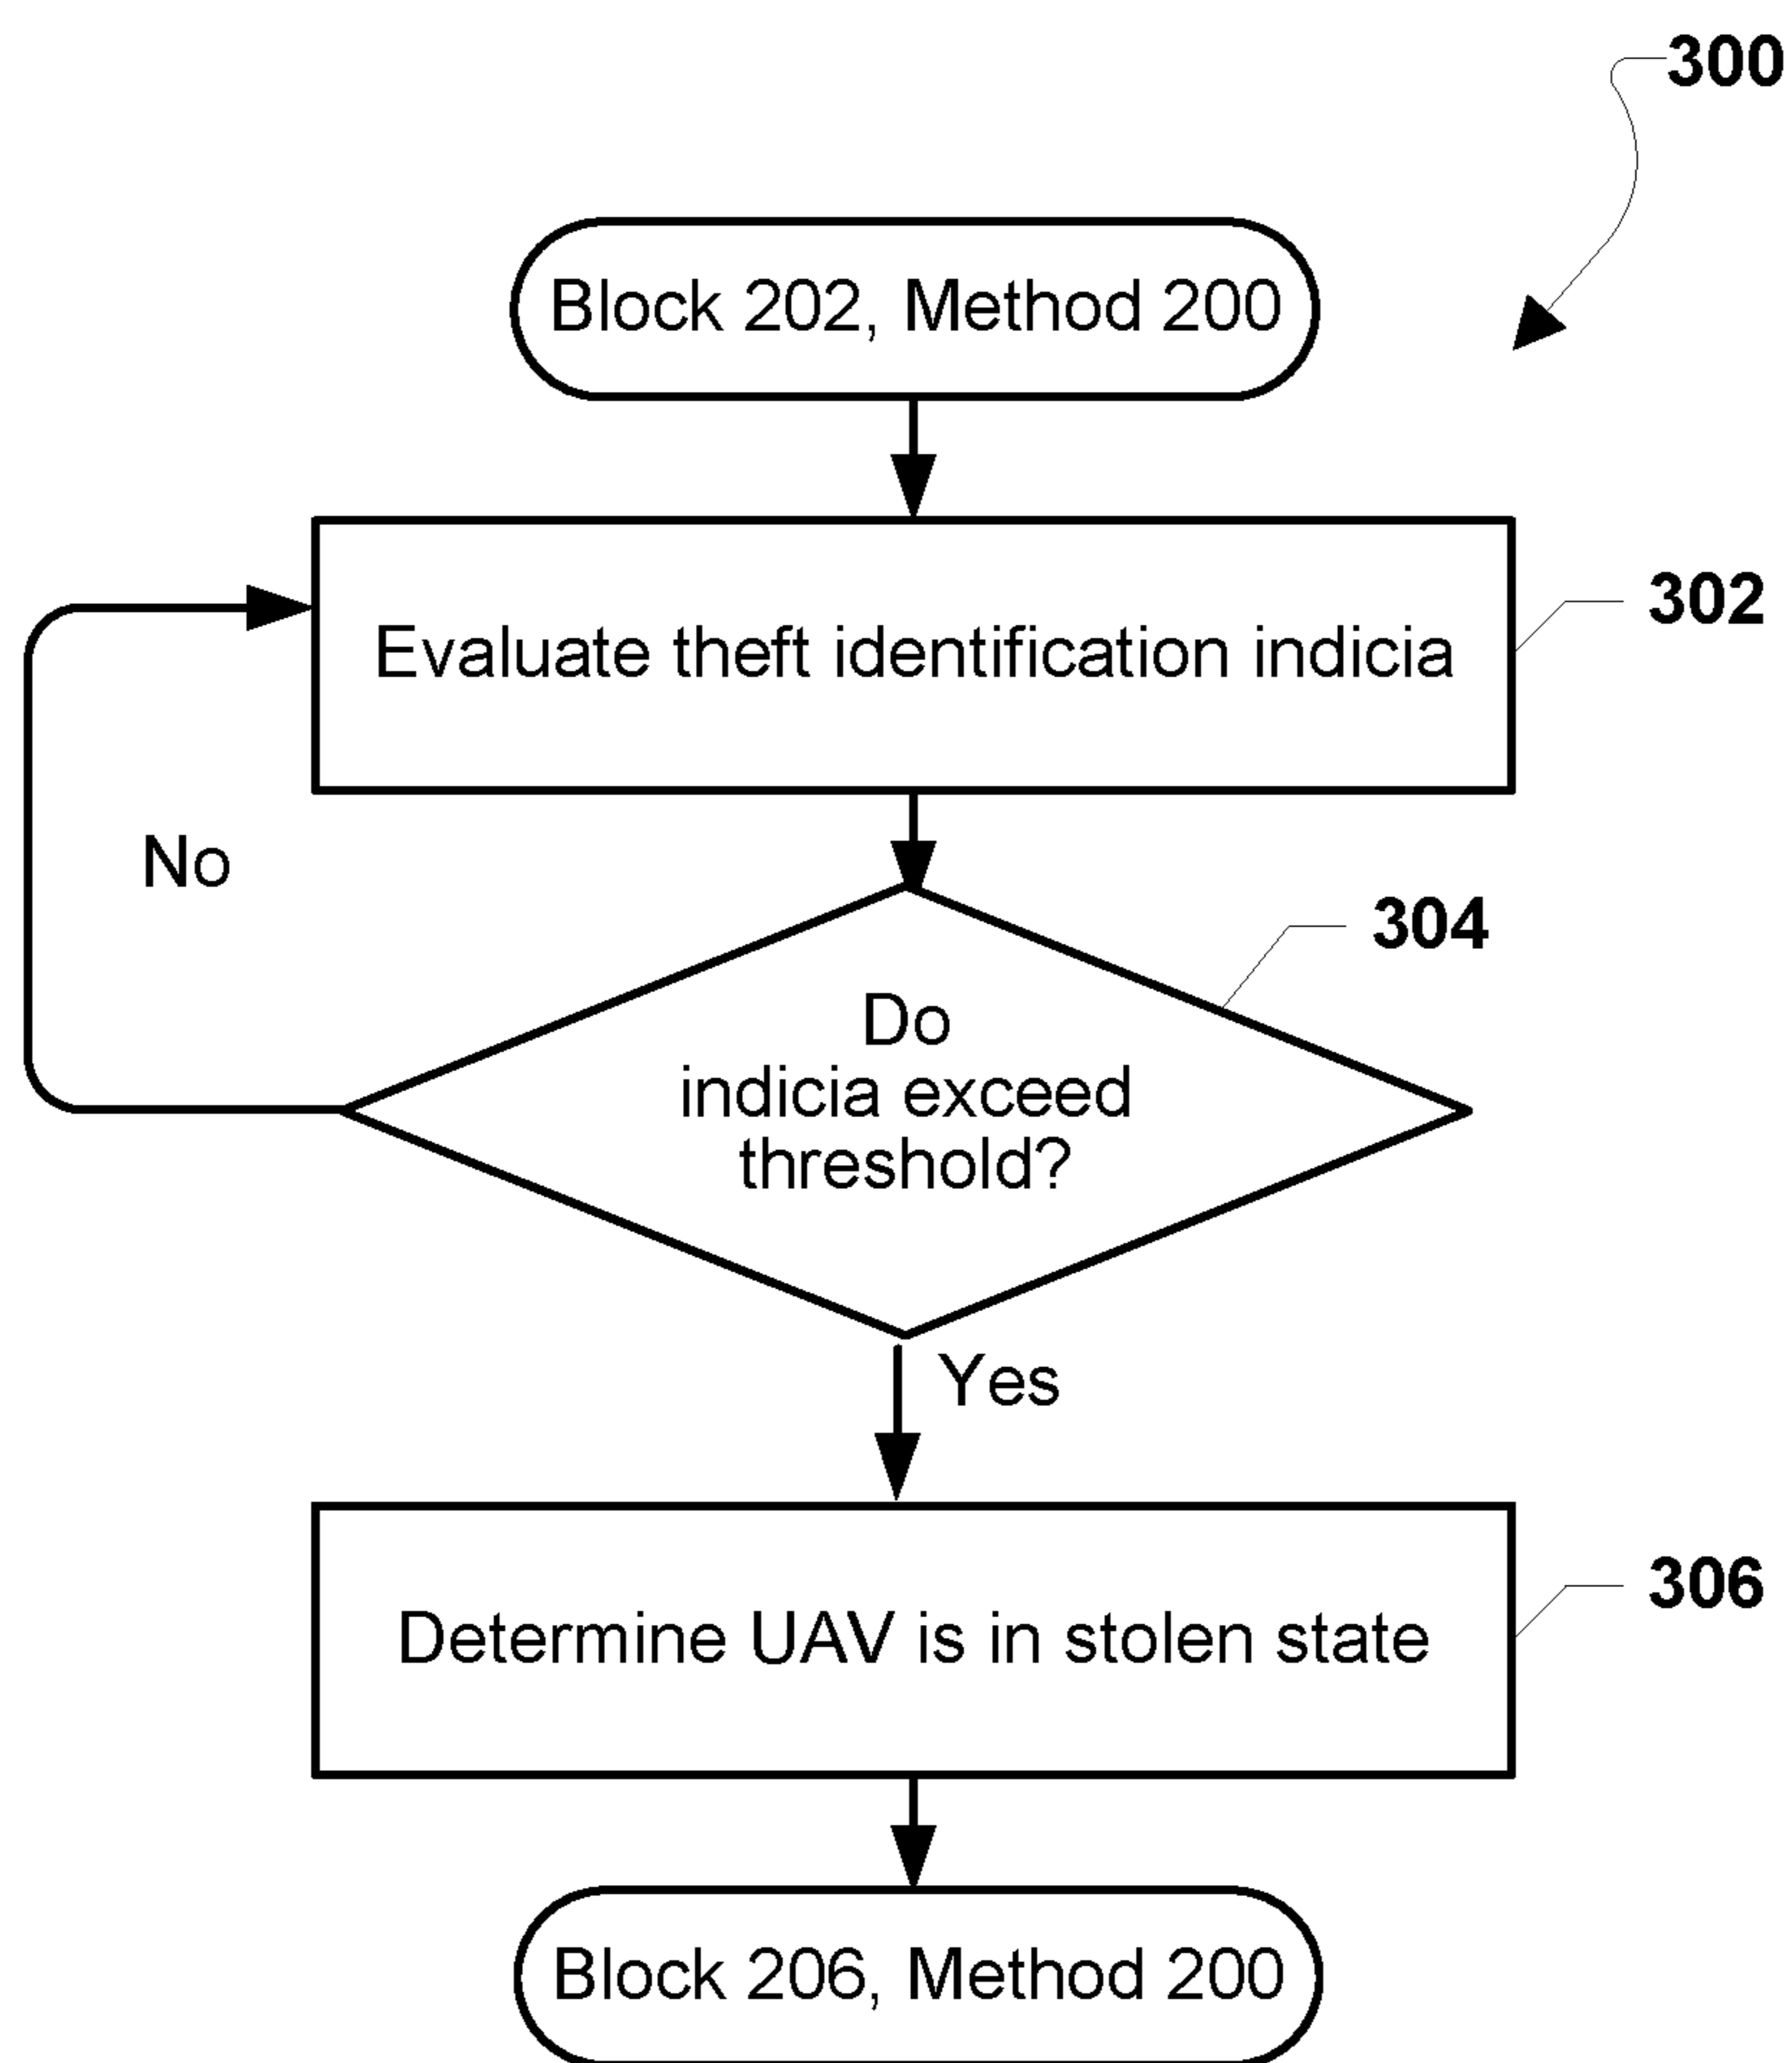 300
Block 202, Method 200
302
Evaluate theft identification indicia
No
304
Do
indicia exceed
threshold?
Yes
306
Determine UAV is in stolen state
Block 206, Method 200